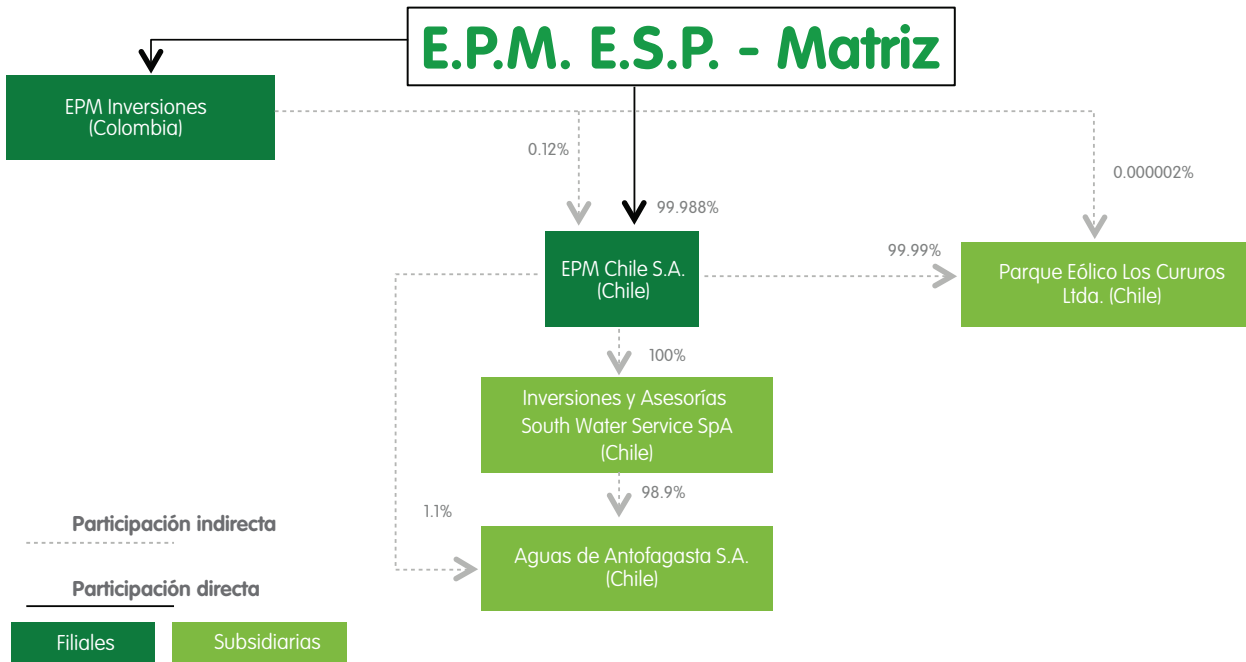 E.P.M. E.S.P. - Matriz
EPM Inversiones
(Colombia)
0.12%
0.000002%
99.988%
99.99%
EPM Chile S.A.
(Chile)
Parque Eólico Los Cururos
Ltda. (Chile)
100%
Inversiones y Asesorías
South Water Service SpA
(Chile)
98.9%
1.1%
Aguas de Antofagasta S.A.
(Chile)
Participación indirecta
Participación directa
Filiales
Subsidiarias